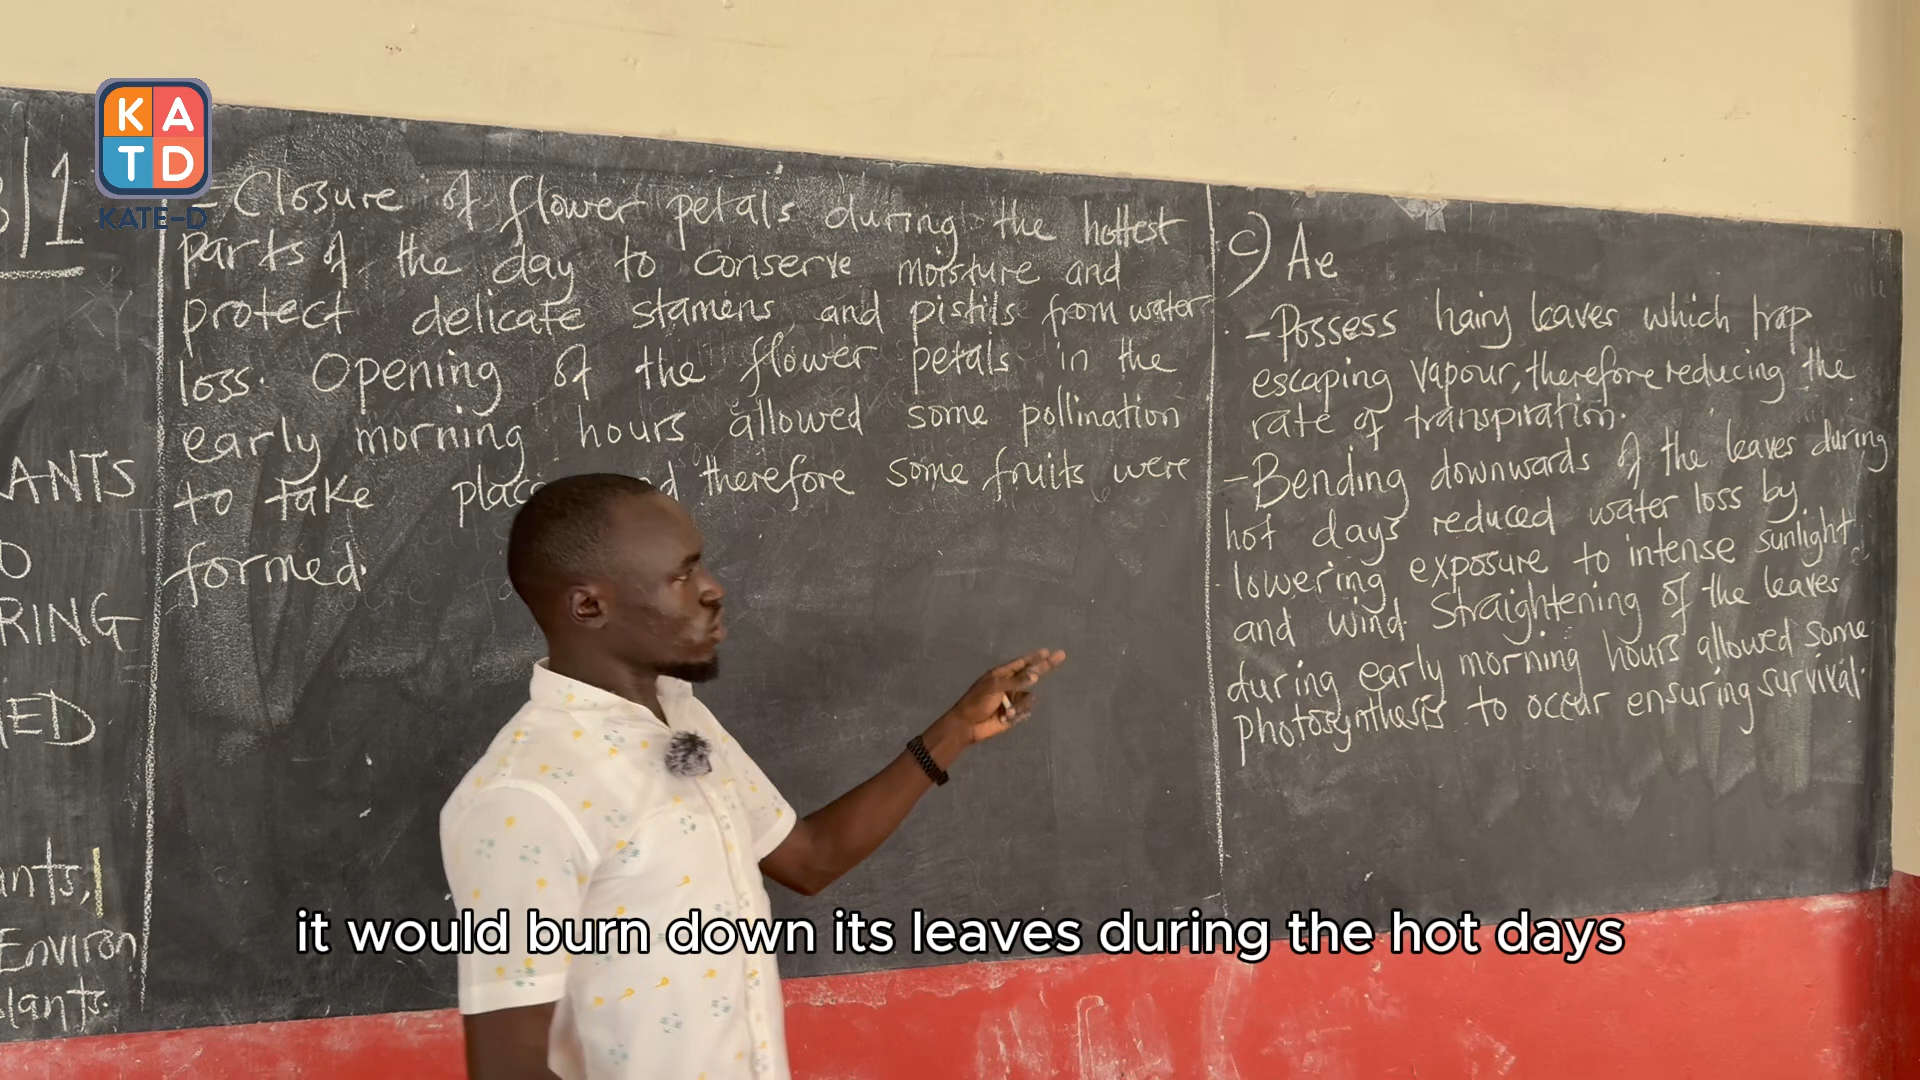 KATD
KATE-D
/1
ANTS
O
RING
ED
ants,
Environ
lants.
- Closure of flower petals during the hottest
parts of the day to conserve moisture and
protect delicate stamens and pistils from water
loss. Opening of the flower petals in the
early morning hours allowed some pollination
to take place therefore some fruits were
formed.
c) Ae
- Possess hairy leaves which trap
escaping vapour, therefore reducing the
rate of transpiration.
- Bending downwards of the leaves during
hot days reduced water loss by
lowering exposure to intense sunlight
and wind. Straightening of the leaves
during early morning hours allowed some
photosynthesis to occur ensuring survival.
it would burn down its leaves during the hot days